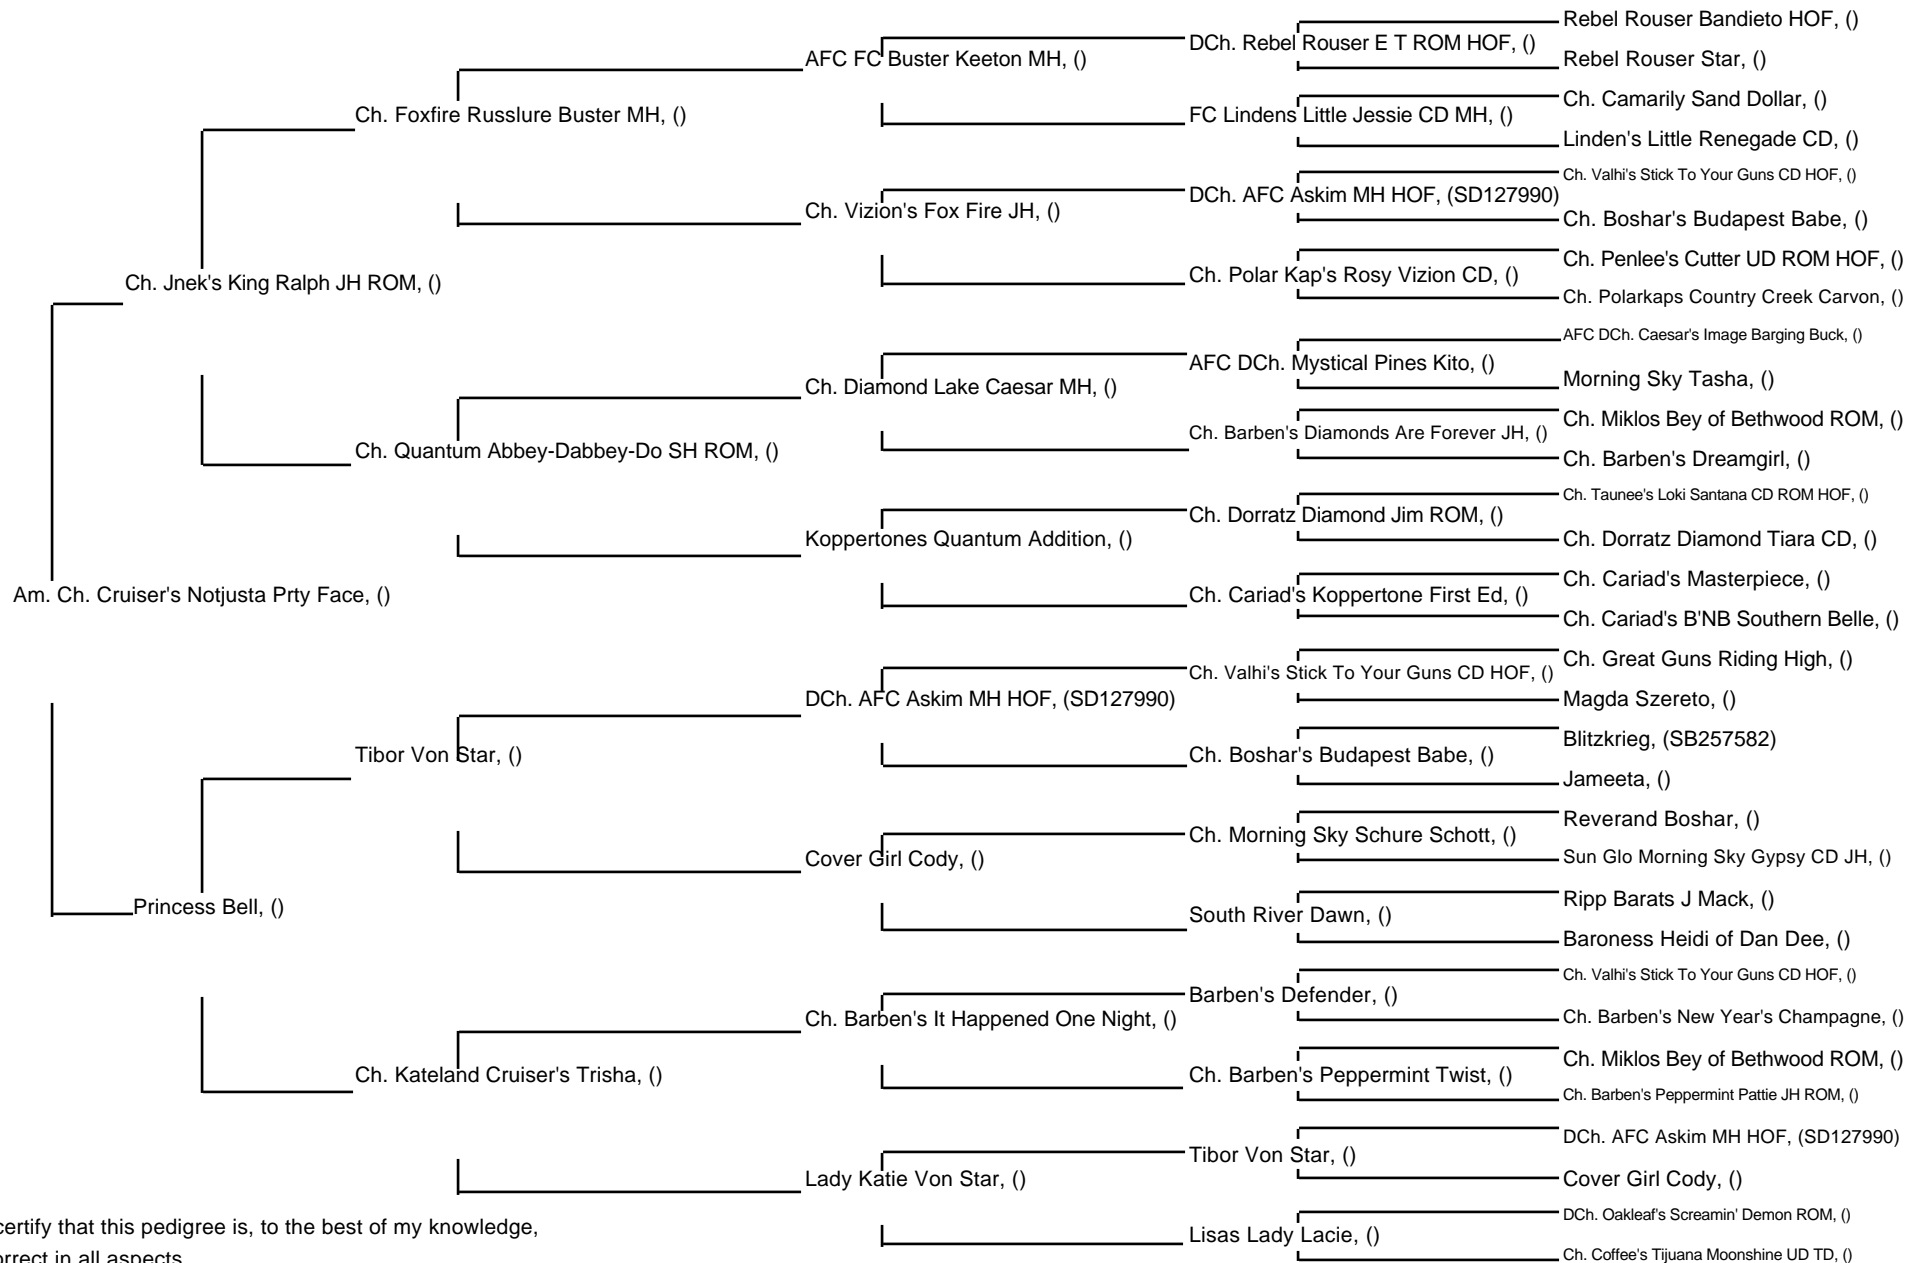 Rebel Rouser Bandieto HOF, ()
DCh. Rebel Rouser E T ROM HOF, ()
AFC FC Buster Keeton MH, ()
Rebel Rouser Star, ()
Ch. Camarily Sand Dollar, ()
Ch. Foxfire Russlure Buster MH, ()
FC Lindens Little Jessie CD MH, ()
Linden's Little Renegade CD, ()
Ch. Valhi's Stick To Your Guns CD HOF, ()
DCh. AFC Askim MH HOF, (SD127990)
Ch. Vizion's Fox Fire JH, ()
Ch. Boshar's Budapest Babe, ()
Ch. Penlee's Cutter UD ROM HOF, ()
Ch. Polar Kap's Rosy Vizion CD, ()
Ch. Jnek's King Ralph JH ROM, ()
Ch. Polarkaps Country Creek Carvon, ()
AFC DCh. Caesar's Image Barging Buck, ()
AFC DCh. Mystical Pines Kito, ()
Morning Sky Tasha, ()
Ch. Diamond Lake Caesar MH, ()
Ch. Miklos Bey of Bethwood ROM, ()
Ch. Barben's Diamonds Are Forever JH, ()
Ch. Quantum Abbey-Dabbey-Do SH ROM, ()
Ch. Barben's Dreamgirl, ()
Ch. Taunee's Loki Santana CD ROM HOF, ()
Ch. Dorratz Diamond Jim ROM, ()
Koppertones Quantum Addition, ()
Ch. Dorratz Diamond Tiara CD, ()
Ch. Cariad's Masterpiece, ()
Am. Ch. Cruiser's Notjusta Prty Face, ()
Ch. Cariad's Koppertone First Ed, ()
Ch. Cariad's B'NB Southern Belle, ()
Ch. Great Guns Riding High, ()
Ch. Valhi's Stick To Your Guns CD HOF, ()
DCh. AFC Askim MH HOF, (SD127990)
Magda Szereto, ()
Blitzkrieg, (SB257582)
Tibor Von Star, ()
Ch. Boshar's Budapest Babe, ()
Jameeta, ()
Reverand Boshar, ()
Ch. Morning Sky Schure Schott, ()
Cover Girl Cody, ()
Sun Glo Morning Sky Gypsy CD JH, ()
Ripp Barats J Mack, ()
Princess Bell, ()
South River Dawn, ()
Baroness Heidi of Dan Dee, ()
Ch. Valhi's Stick To Your Guns CD HOF, ()
Barben's Defender, ()
Ch. Barben's It Happened One Night, ()
Ch. Barben's New Year's Champagne, ()
Ch. Miklos Bey of Bethwood ROM, ()
Ch. Kateland Cruiser's Trisha, ()
Ch. Barben's Peppermint Twist, ()
Ch. Barben's Peppermint Pattie JH ROM, ()
DCh. AFC Askim MH HOF, (SD127990)
Tibor Von Star, ()
Lady Katie Von Star, ()
Cover Girl Cody, ()
DCh. Oakleaf's Screamin' Demon ROM, ()
certify that this pedigree is, to the best of my knowledge,
Lisas Lady Lacie, ()
Ch. Coffee's Tijuana Moonshine UD TD, ()
orrect in all aspects